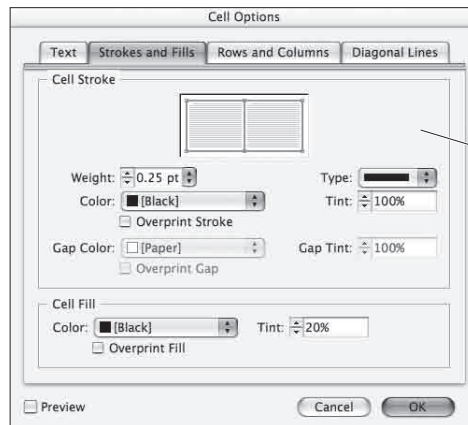 Cell Options
Text Strokes and Fills Rows and Columns Diagonal Lines
Cell Stroke
Weight: 0.25 pt Type:
Color: [Black] Tint: 100%
Overprint Stroke
Gap Color: [Paper] Gap Tint: 100%
Overprint Gap
Cell Fill
Color: [Black] Tint: 20%
Overprint Fill
Preview Cancel OK